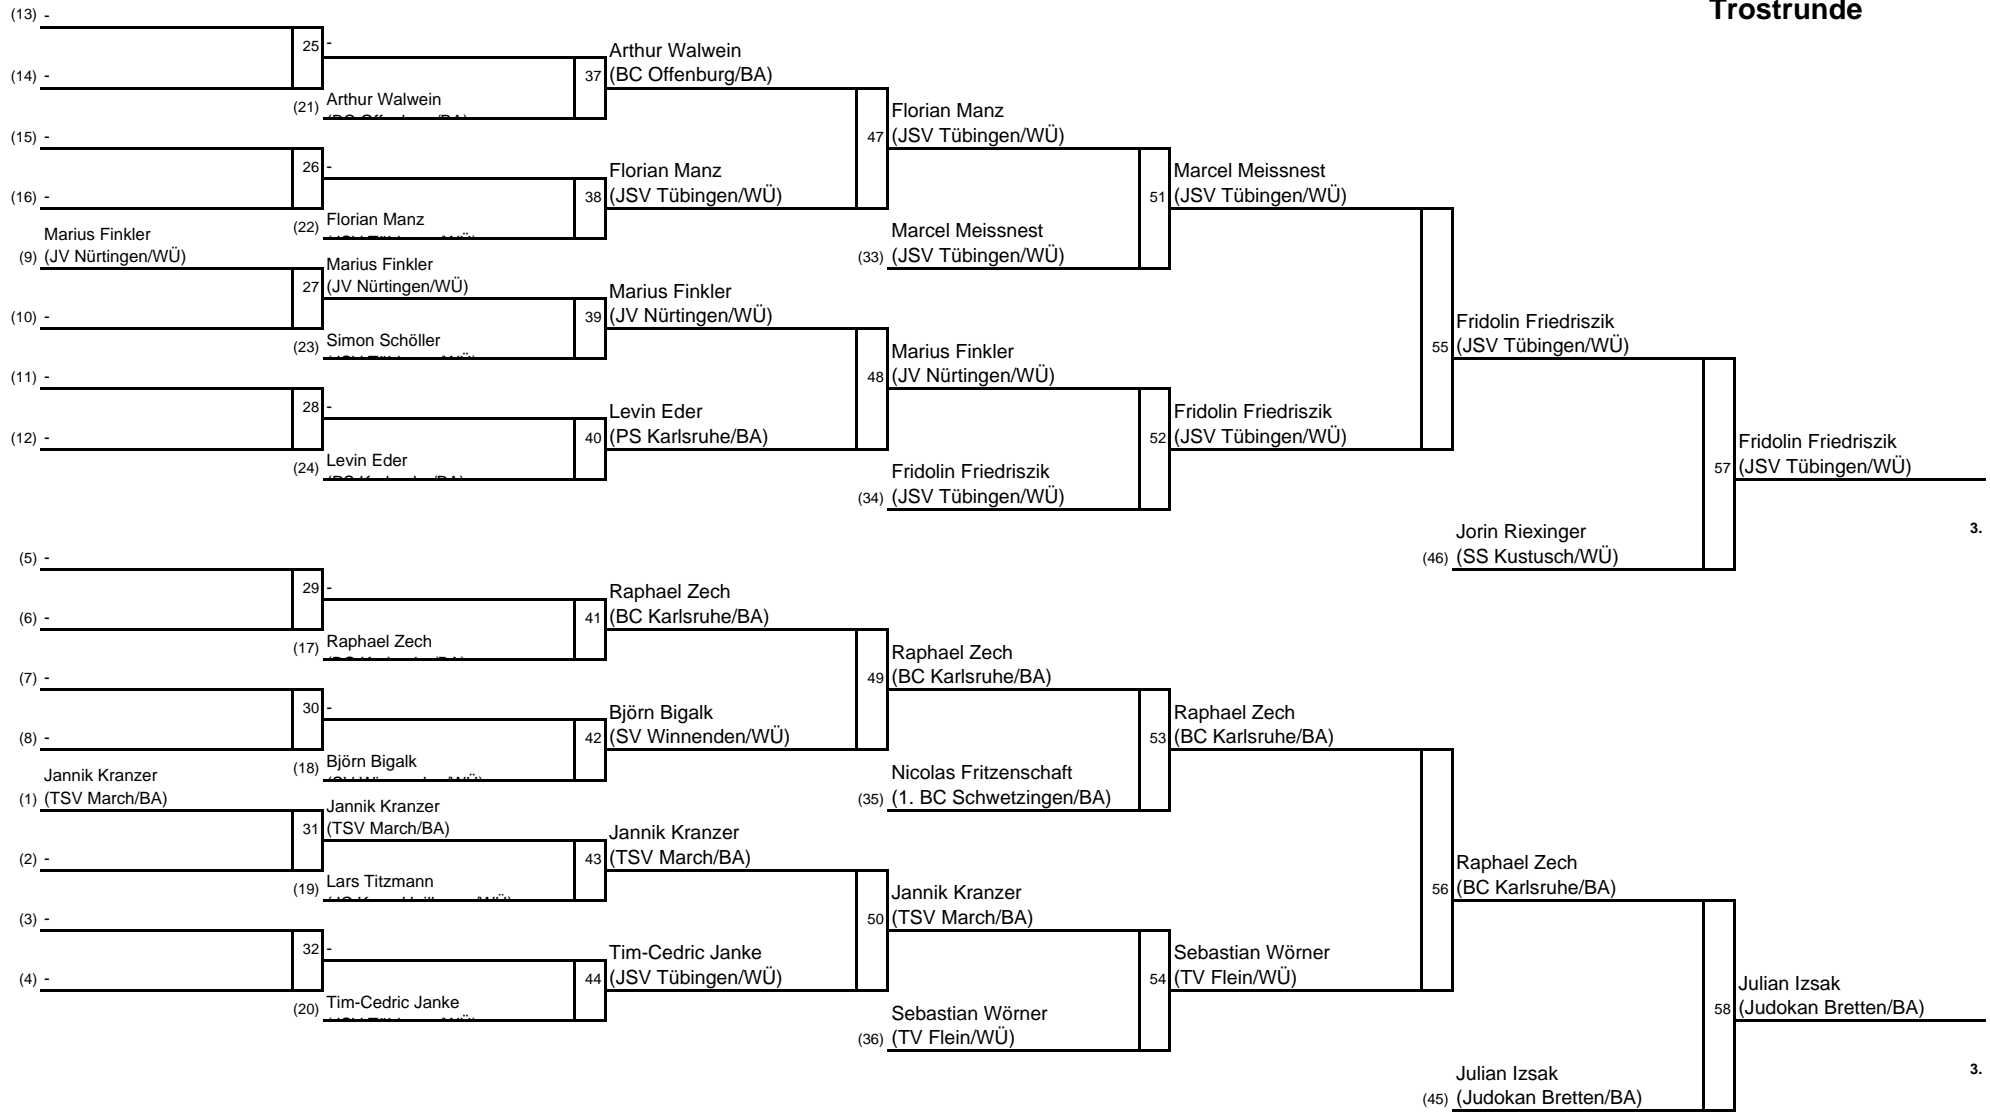 Trostrunde
(13) -
25 -
(14) -
(21) Arthur Walwein
37 Arthur Walwein
(BC Offenburg/BA)
(15) -
26 -
(16) -
(22) Florian Manz
38 Florian Manz
(JSV Tübingen/WÜ)
47 Florian Manz
(JSV Tübingen/WÜ)
(33) Marcel Meissnest
(JSV Tübingen/WÜ)
51 Marcel Meissnest
(JSV Tübingen/WÜ)
Marius Finkler
(9) (JV Nürtingen/WÜ)
27 Marius Finkler
(JV Nürtingen/WÜ)
(10) -
(23) Simon Schöller
39 Marius Finkler
(JV Nürtingen/WÜ)
(11) -
28 -
(12) -
(24) Levin Eder
40 Levin Eder
(PS Karlsruhe/BA)
48 Marius Finkler
(JV Nürtingen/WÜ)
(34) Fridolin Friedriszik
(JSV Tübingen/WÜ)
52 Fridolin Friedriszik
(JSV Tübingen/WÜ)
55 Fridolin Friedriszik
(JSV Tübingen/WÜ)
(46) Jorin Riexinger
(SS Kustusch/WÜ)
57 Fridolin Friedriszik
(JSV Tübingen/WÜ)
3.
(5) -
29 -
(6) -
(17) Raphael Zech
41 Raphael Zech
(BC Karlsruhe/BA)
(7) -
30 -
(8) -
(18) Björn Bigalk
42 Björn Bigalk
(SV Winnenden/WÜ)
49 Raphael Zech
(BC Karlsruhe/BA)
(35) Nicolas Fritzenschaft
(1. BC Schwetzingen/BA)
53 Raphael Zech
(BC Karlsruhe/BA)
Jannik Kranzer
(1) (TSV March/BA)
31 Jannik Kranzer
(TSV March/BA)
(2) -
(19) Lars Titzmann
43 Jannik Kranzer
(TSV March/BA)
(3) -
32 -
(4) -
(20) Tim-Cedric Janke
44 Tim-Cedric Janke
(JSV Tübingen/WÜ)
50 Jannik Kranzer
(TSV March/BA)
(36) Sebastian Wörner
(TV Flein/WÜ)
54 Sebastian Wörner
(TV Flein/WÜ)
56 Raphael Zech
(BC Karlsruhe/BA)
(45) Julian Izsak
(Judokan Bretten/BA)
58 Julian Izsak
(Judokan Bretten/BA)
3.